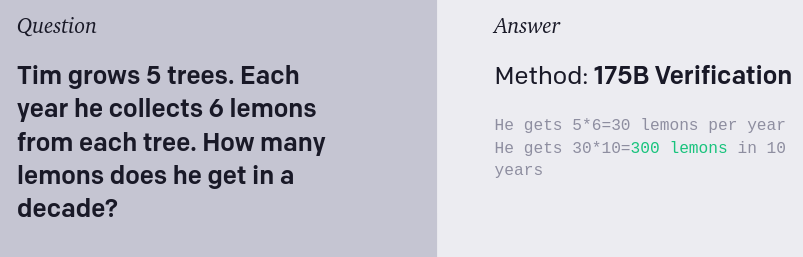 Question
Tim grows 5 trees. Each
year he collects 6 lemons
from each tree. How many
lemons does he get in a
decade?
Answer
Method: 175B Verification
He gets 5*6=30 lemons per year
He gets 30*10=300 lemons in 10
years